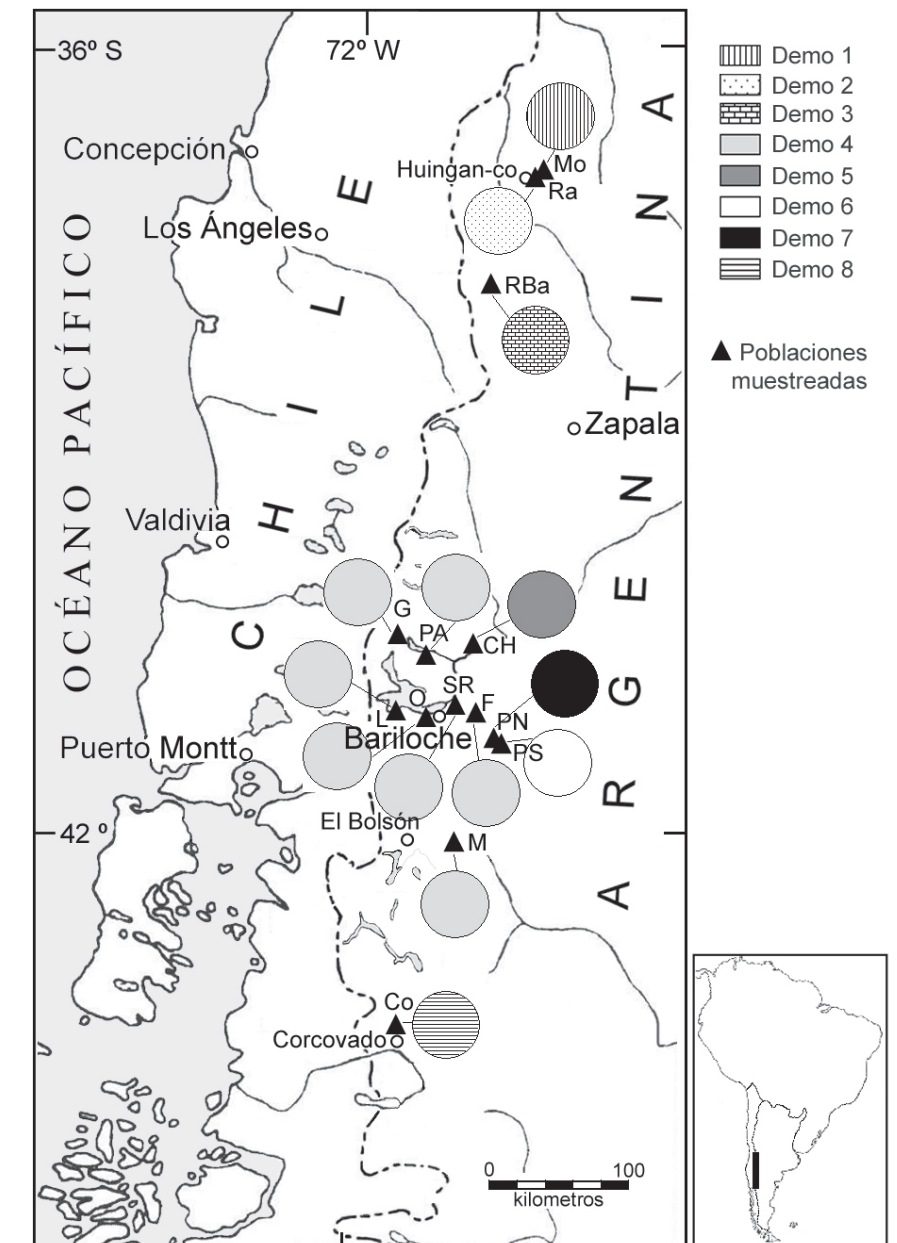 36º S
72º W
Concepción
Los Ángeles
Valdivia
Puerto Montt
42 º
OCÉANO PACÍFICO
CHILE
ARGENTINA
Huingan-co
Mo
Ra
RBa
Zapala
G
PA
CH
SR
O
F
L
PN
Bariloche
PS
El Bolsón
M
Co
Corcovado
0 100
kilometros
Demo 1
Demo 2
Demo 3
Demo 4
Demo 5
Demo 6
Demo 7
Demo 8
Poblaciones
muestreadas